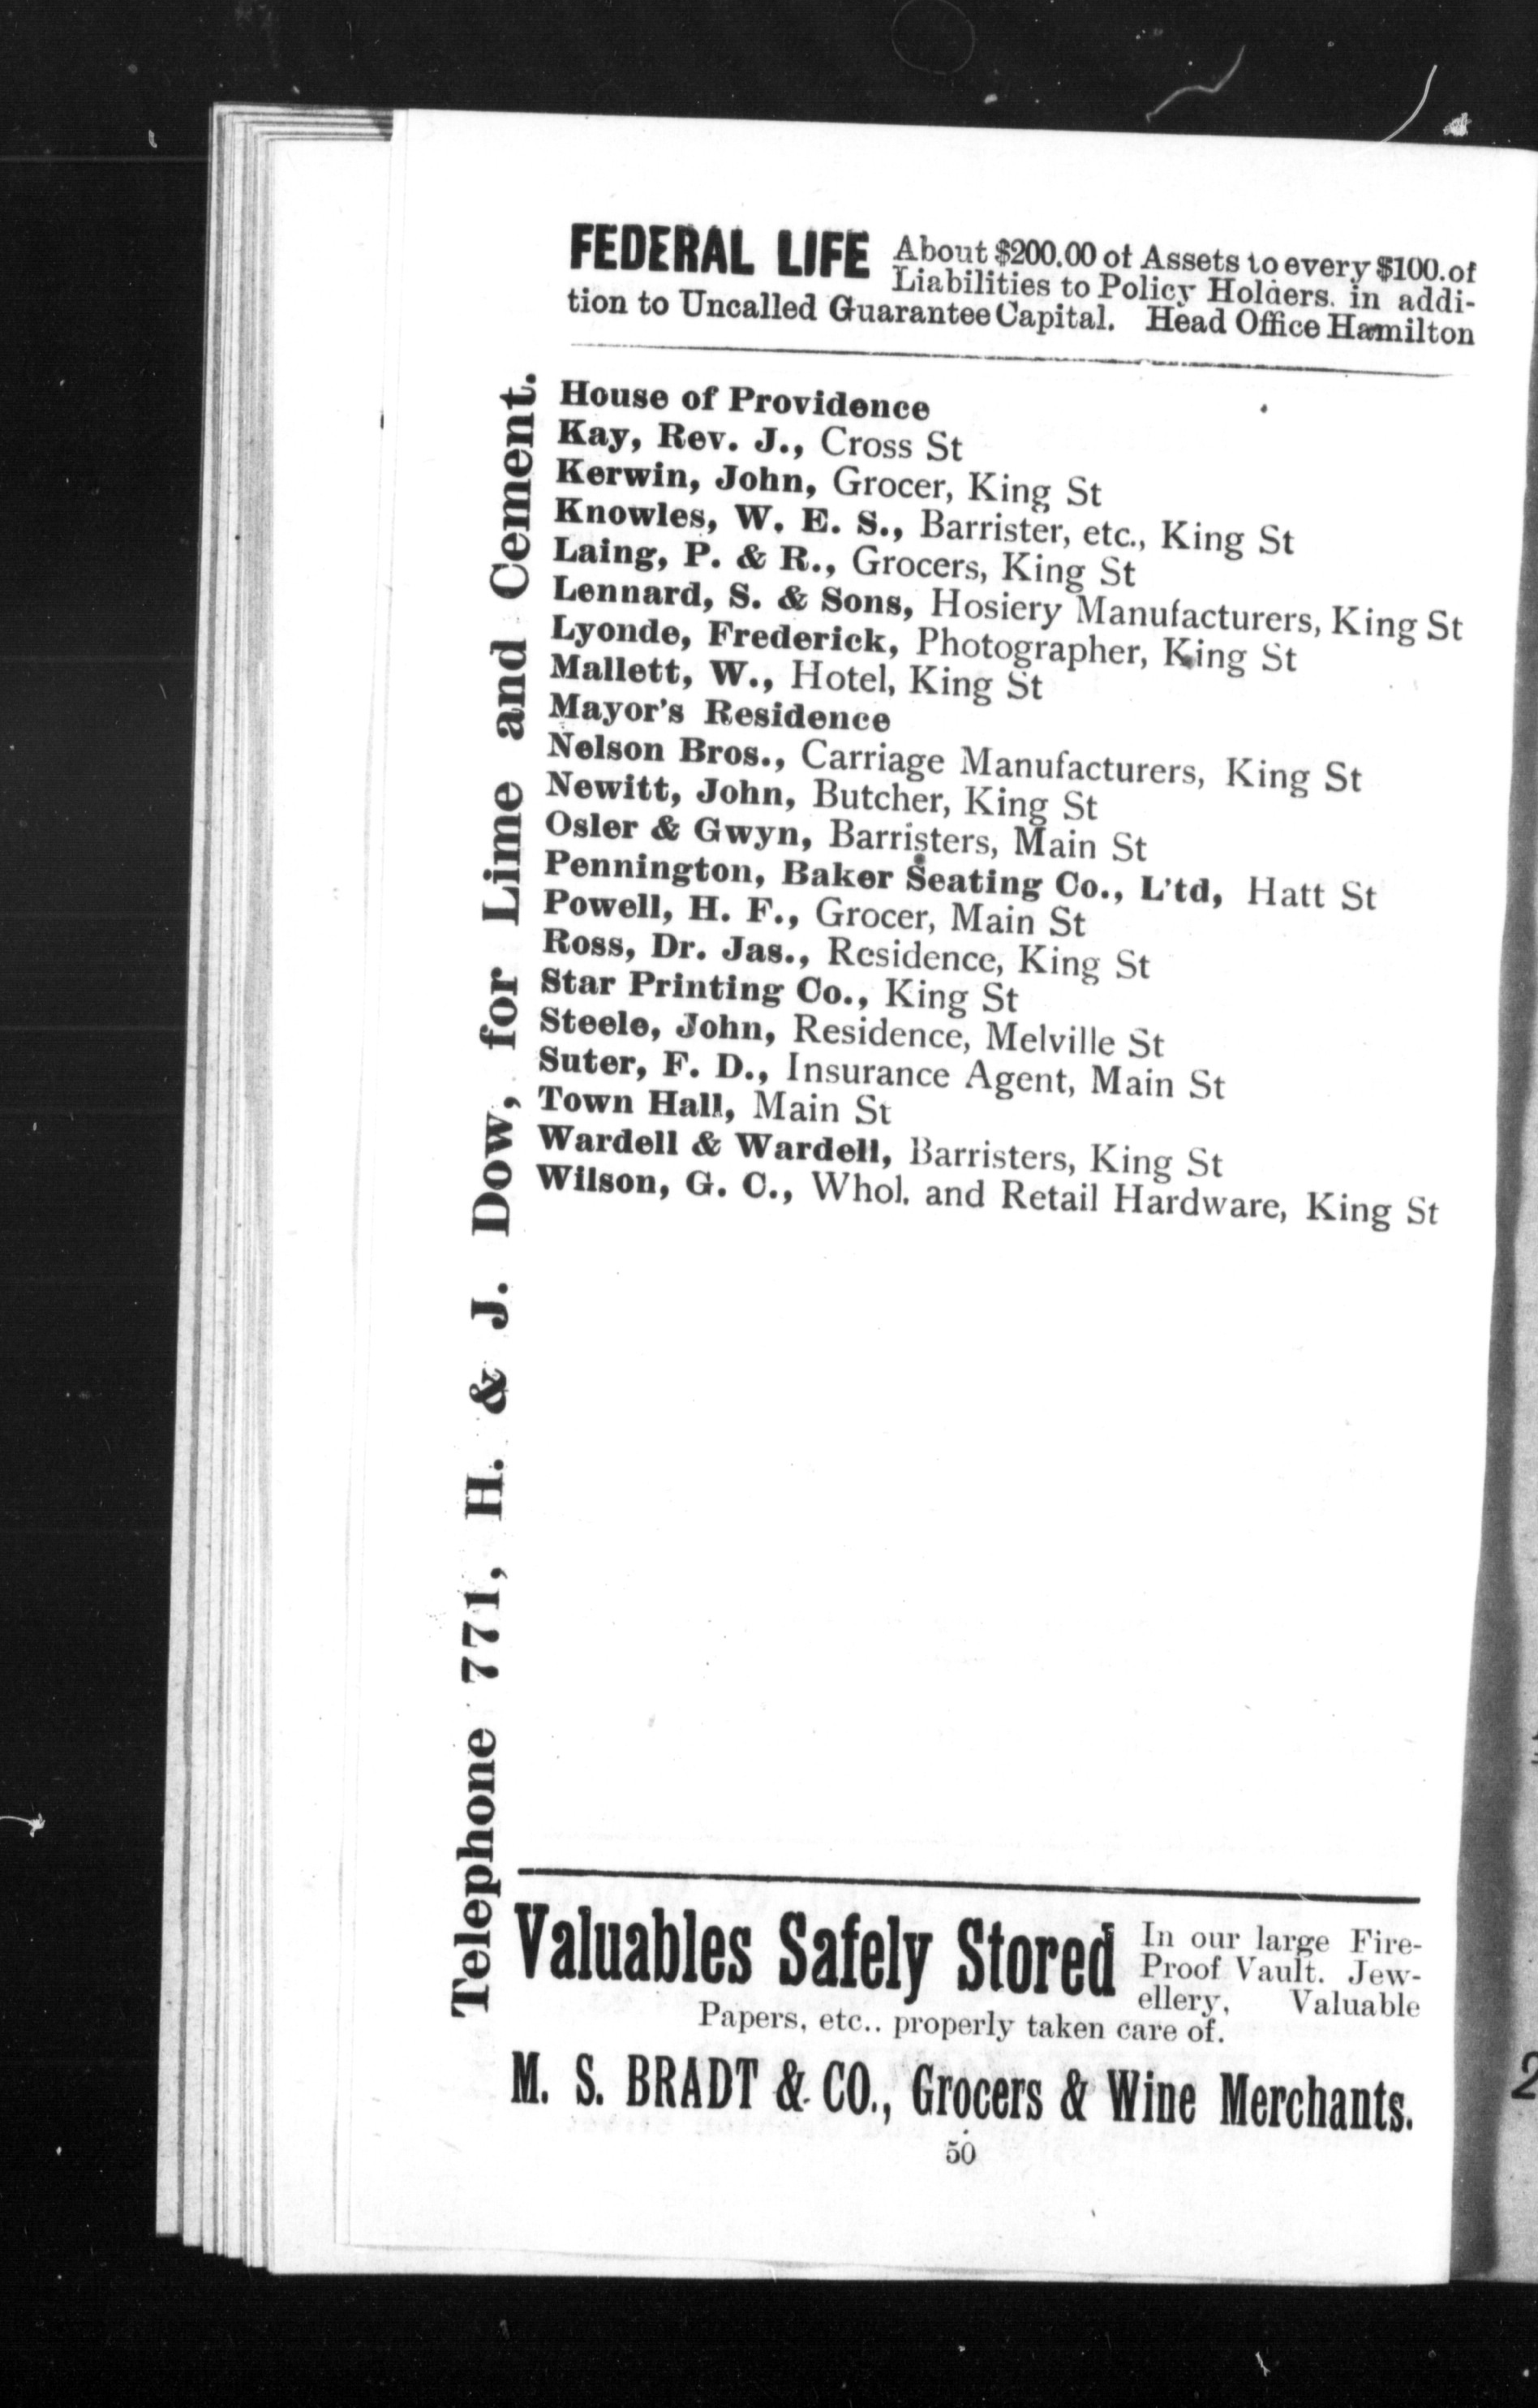 FEDERAL LIFE About $200.00 of Assets to every $100.of
Liabilities to Policy Holders. in addi-
tion to Uncalled Guarantee Capital. Head Office Hamilton
House of Providence
Kay, Rev. J., Cross St
Kerwin, John, Grocer, King St
Knowles, W. E. S., Barrister, etc., King St
Laing, P. & R., Grocers, King St
Lennard, S. & Sons, Hosiery Manufacturers, King St
Lyonde, Frederick, Photographer, King St
Mallett, W., Hotel, King St
Mayor's Residence
Nelson Bros., Carriage Manufacturers, King St
Newitt, John, Butcher, King St
Osler & Gwyn, Barristers, Main St
Pennington, Baker Seating Co., L'td, Hatt St
Powell, H. F., Grocer, Main St
Ross, Dr. Jas., Residence, King St
Star Printing Co., King St
Steele, John, Residence, Melville St
Suter, F. D., Insurance Agent, Main St
Town Hall, Main St
Wardell & Wardell, Barristers, King St
Wilson, G. C., Whol. and Retail Hardware, King St
Telephone 771, H. & J. Dow, for Lime and Cement.
Valuables Safely Stored In our large Fire-
Proof Vault. Jew-
ellery, Valuable
Papers, etc.. properly taken care of.
M. S. BRADT & CO., Grocers & Wine Merchants.
50
2